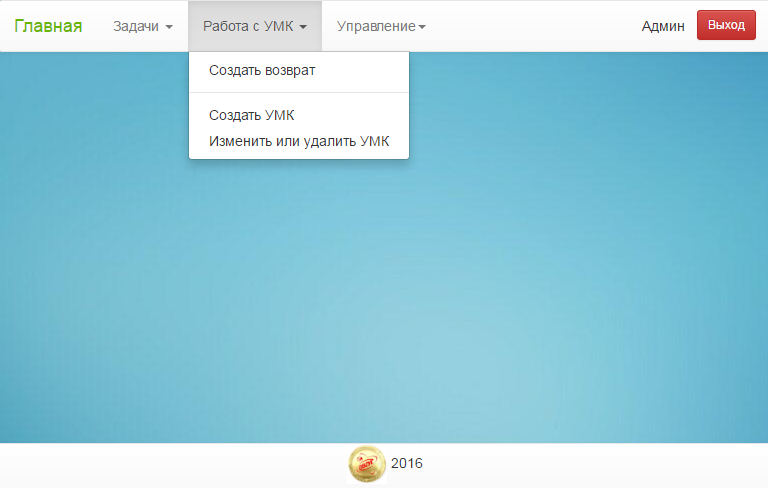 Главная Задачи Работа с УМК Управление Админ Выход
Создать возврат
Создать УМК
Изменить или удалить УМК
2016